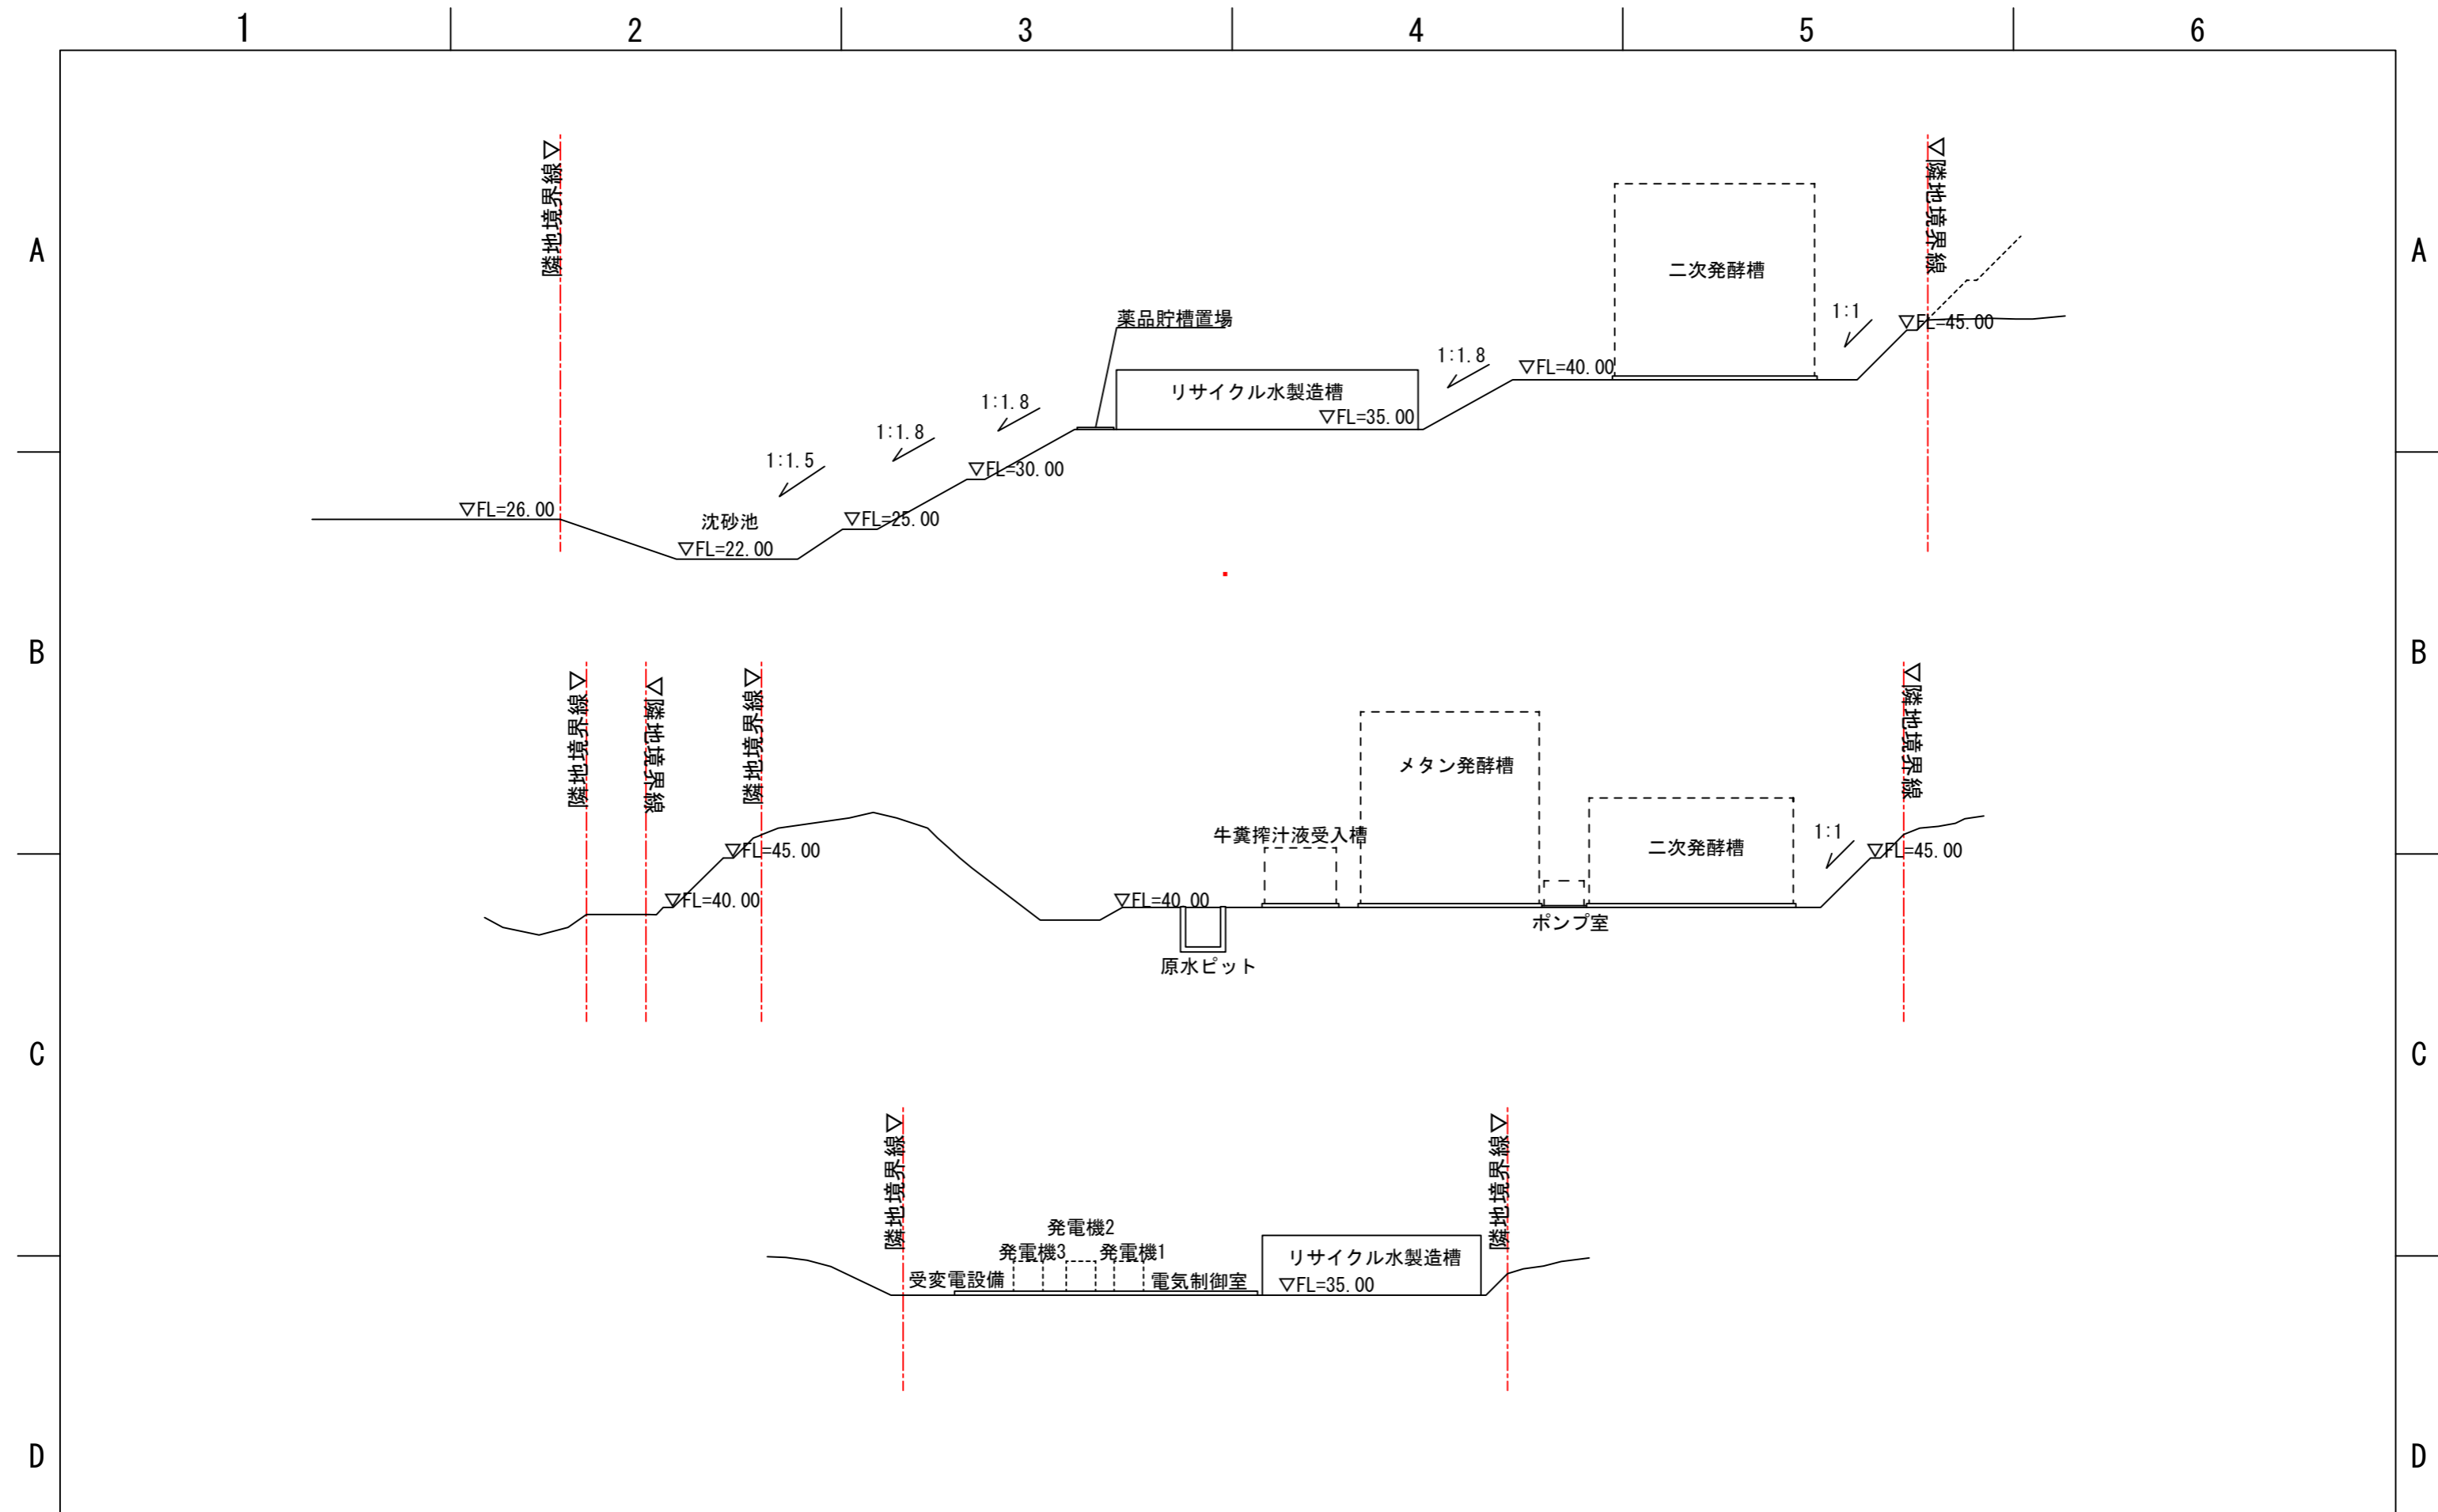 1
2
3
4
5
6
A
A
隣地境界線▽
▽隣地境界線
二次発酵槽
1:1
▽FL=45.00
薬品貯槽置場
1:1.8
▽FL=40.00
リサイクル水製造槽
▽FL=35.00
1:1.8
1:1.8
1:1.5
▽FL=30.00
▽FL=26.00
沈砂池
▽FL=25.00
▽FL=22.00
B
B
隣地境界線▽
▽隣地境界線
隣地境界線▽
▽隣地境界線
メタン発酵槽
牛糞搾汁液受入槽
二次発酵槽
1:1
▽FL=45.00
▽FL=45.00
▽FL=40.00
▽FL=40.00
ポンプ室
原水ピット
C
C
隣地境界線▽
隣地境界線▽
発電機2
発電機3
発電機1
リサイクル水製造槽
受変電設備
電気制御室
▽FL=35.00
D
D